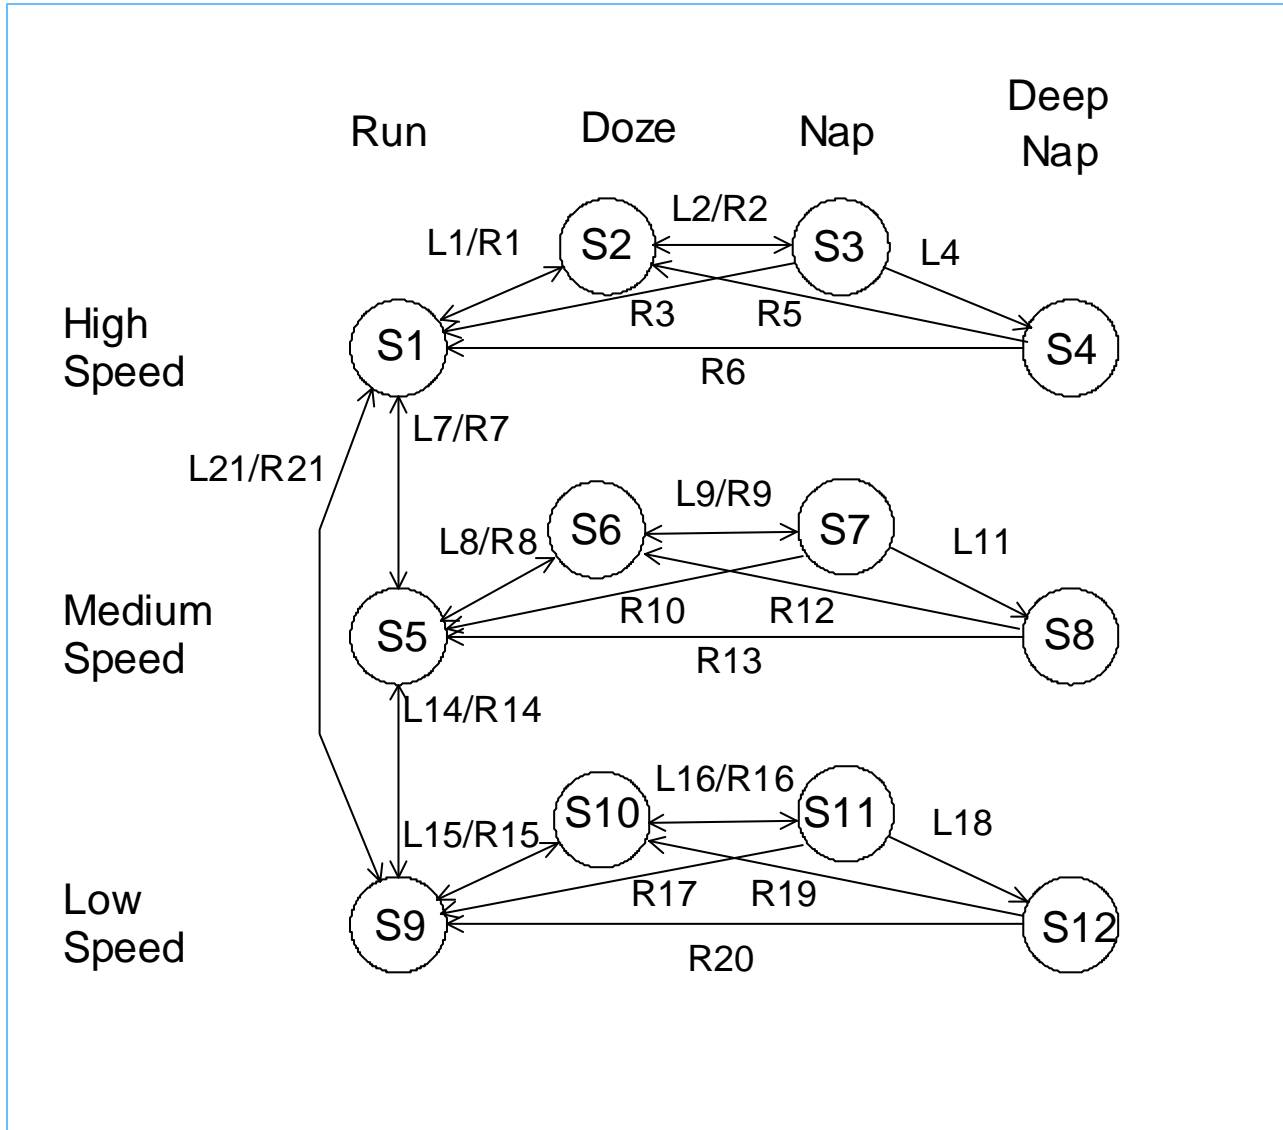 Run
Doze
Nap
Deep
Nap
L1/R1
S2
L2/R2
S3
L4
High
Speed
S1
R3
R5
S4
R6
L7/R7
L21/R21
L8/R8
S6
L9/R9
S7
L11
Medium
Speed
S5
R10
R12
S8
R13
L14/R14
L15/R15
S10
L16/R16
S11
L18
Low
Speed
S9
R17
R19
S12
R20